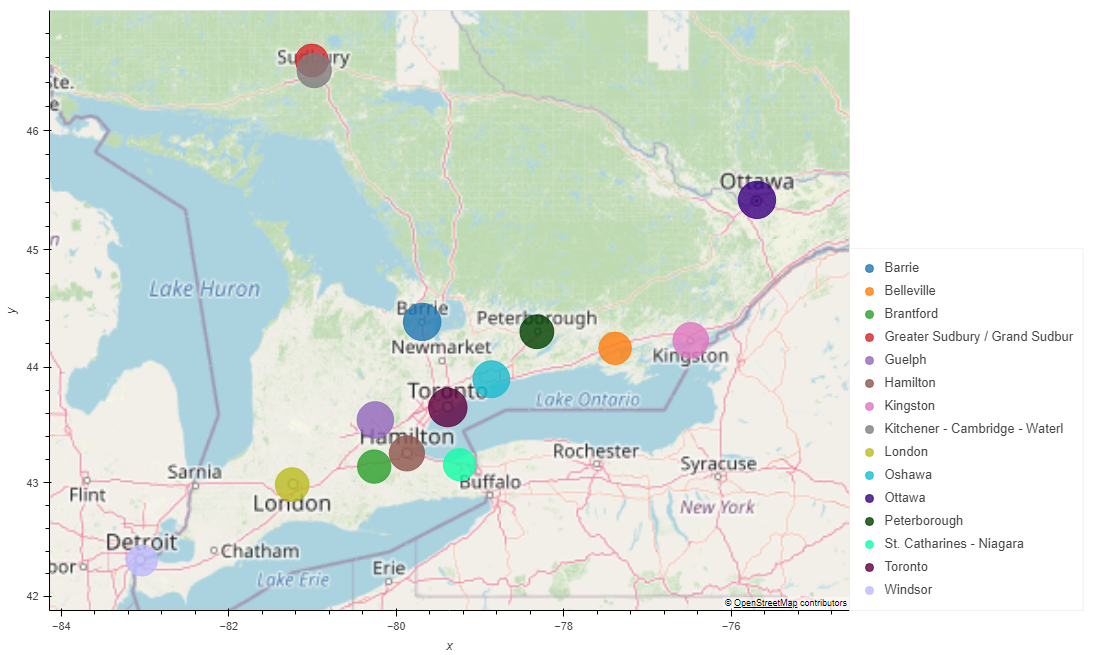 Sudbury
ste.
e
46
Ottawa
45
n
Lake Huron
Barrie
Peterborough
Newmarket
Kingston
44
Toronto
Lake Ontario
Hamilton
Rochester
Syracuse
Sarnia
43
Flint
Buffalo
London
New York
Detroit
Chatham
bor
Erie
Lake Erie
42
© OpenStreetMap contributors
−84
−82
−80
−78
−76
x
y
Barrie
Belleville
Brantford
Greater Sudbury / Grand Sudbur
Guelph
Hamilton
Kingston
Kitchener - Cambridge - Waterl
London
Oshawa
Ottawa
Peterborough
St. Catharines - Niagara
Toronto
Windsor